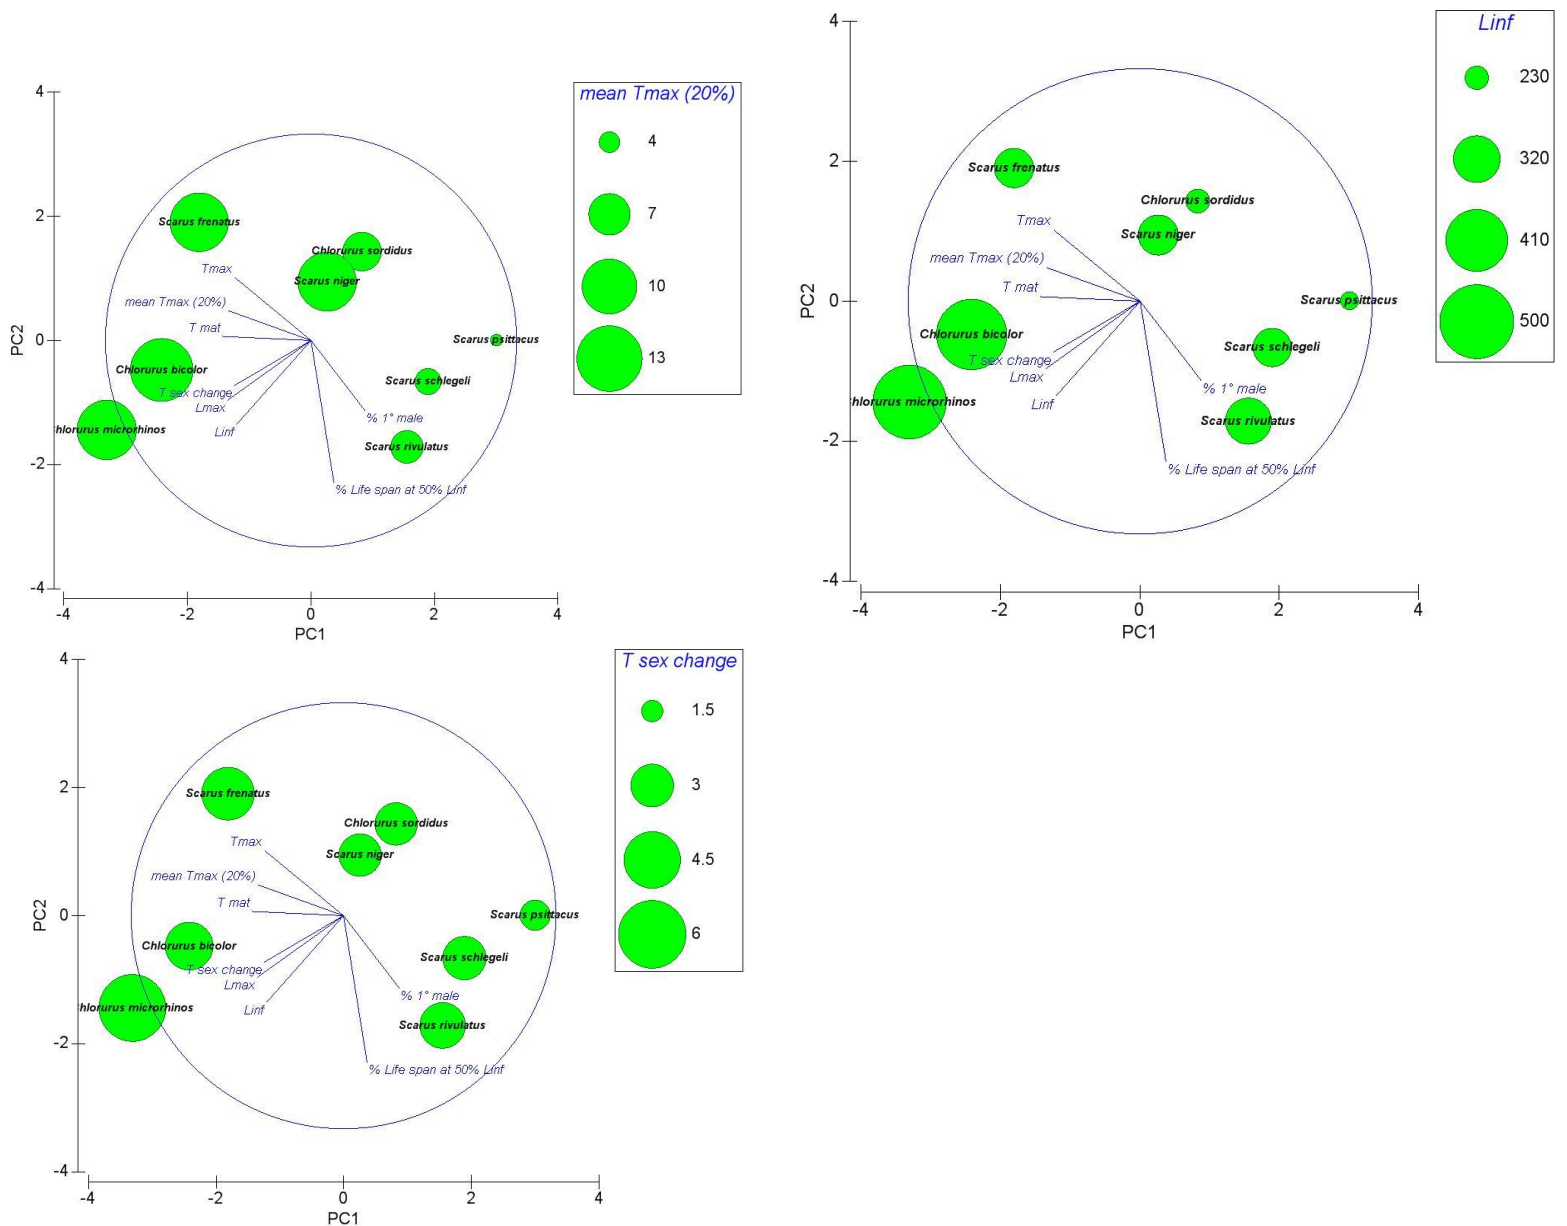 4
2
0
-2
-4
-4
-2
0
2
4
PC2
PC1
Scarus frenatus
Chlorurus sordidus
Scarus niger
Tmax
mean Tmax (20%)
T mat
Scarus psittacus
Chlorurus bicolor
Scarus schlegeli
T sex change
Lmax
% 1° male
Linf
hlorurus microrhinos
Scarus rivulatus
% Life span at 50% Linf
mean Tmax (20%)
4
7
10
13
4
2
0
-2
-4
-4
-2
0
2
4
PC2
PC1
Scarus frenatus
Chlorurus sordidus
Tmax
Scarus niger
mean Tmax (20%)
T mat
Scarus psittacus
Chlorurus bicolor
Scarus schlegeli
T sex change
Lmax
% 1° male
hlorurus microrhinos
Linf
Scarus rivulatus
% Life span at 50% Linf
Linf
230
320
410
500
4
2
0
-2
-4
-4
-2
0
2
4
PC2
PC1
Scarus frenatus
Chlorurus sordidus
Tmax
Scarus niger
mean Tmax (20%)
T mat
Scarus psittacus
Chlorurus bicolor
Scarus schlegeli
T sex change
Lmax
% 1° male
hlorurus microrhinos
Linf
Scarus rivulatus
% Life span at 50% Linf
T sex change
1.5
3
4.5
6